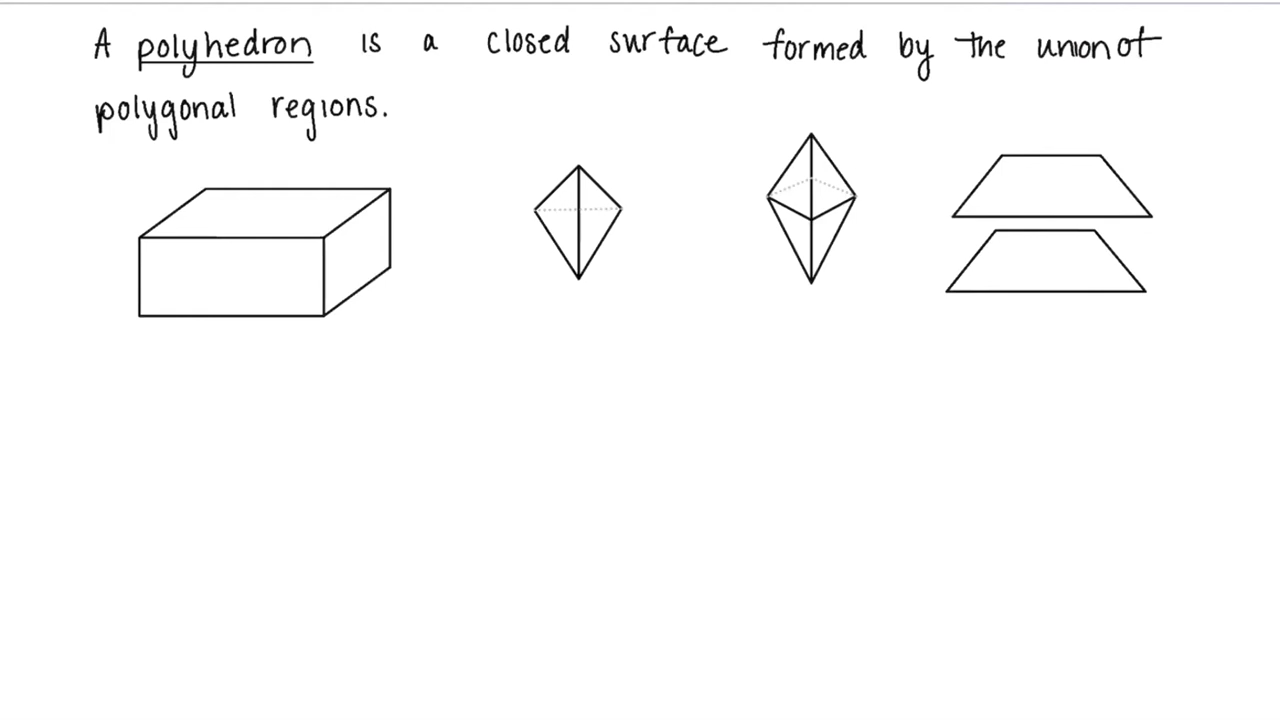 A polyhedron is a closed surface formed by the union of
polygonal regions.